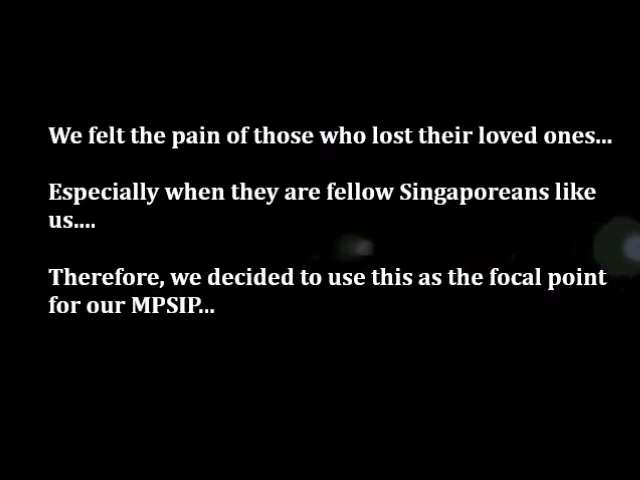 We felt the pain of those who lost their loved ones...
Especially when they are fellow Singaporeans like
us....
Therefore, we decided to use this as the focal point
for our MPSIP...